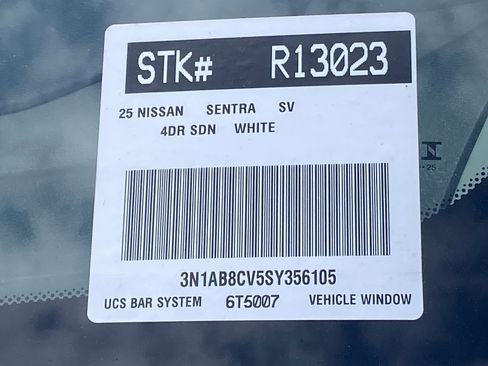 STK# R13023
25 NISSAN SENTRA SV
4DR SDN WHITE
3N1AB8CV5SY356105
UCS BAR SYSTEM 6T5007 VEHICLE WINDOW